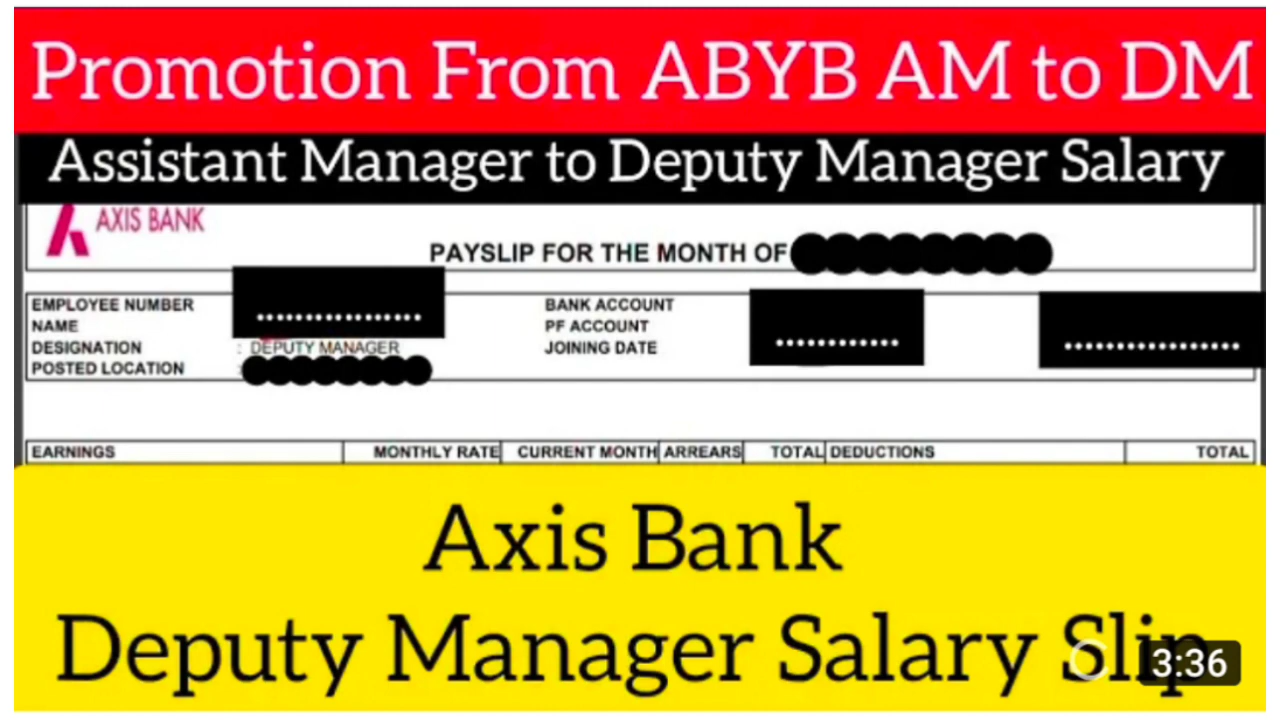 Promotion From ABYB AM to DM
Assistant Manager to Deputy Manager Salary
AXIS BANK
PAYSLIP FOR THE MONTH OF
EMPLOYEE NUMBER
NAME
DESIGNATION : DEPUTY MANAGER
POSTED LOCATION :
BANK ACCOUNT
PF ACCOUNT
JOINING DATE
EARNINGS MONTHLY RATE CURRENT MONTH ARREARS TOTAL DEDUCTIONS TOTAL
Axis Bank
Deputy Manager Salary Slip
3:36